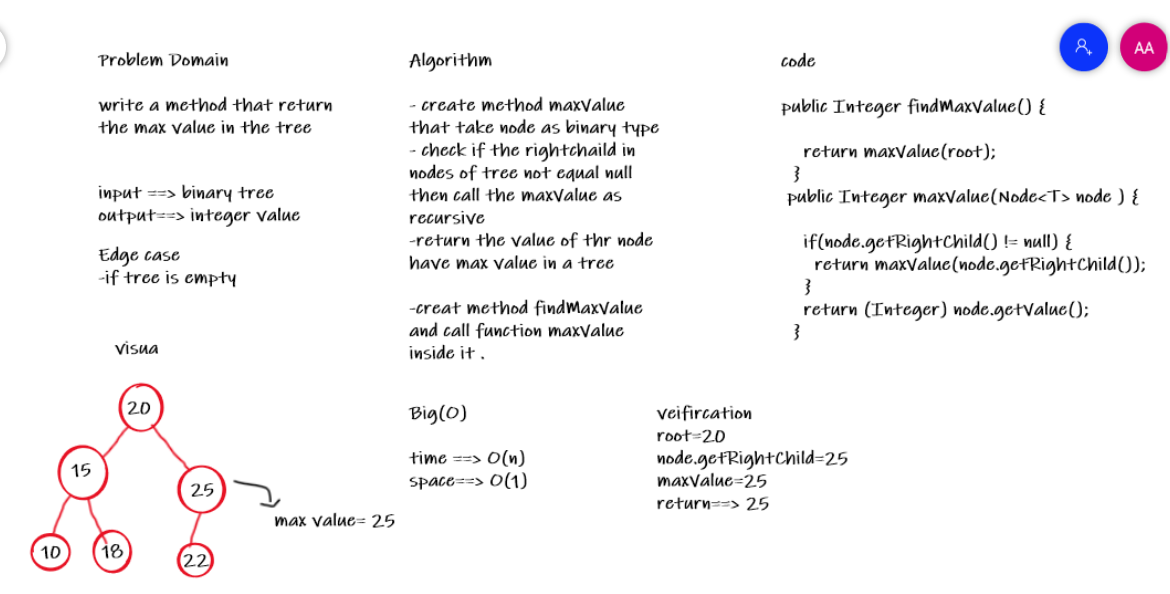 Problem Domain
write a method that return
the max value in the tree
input ==> binary tree
output==> integer value
Edge case
-if tree is empty
visua
20
15
25
10
18
22
max value= 25
Algorithm
- create method maxValue
that take node as binary type
- check if the rightchaild in
nodes of tree not equal null
then call the maxValue as
recursive
-return the value of thr node
have max value in a tree
-creat method findMaxValue
and call function maxValue
inside it .
Big(O)
time ==> O(n)
space==> O(1)
veifircation
root=20
node.getRightChild=25
maxValue=25
return==> 25
code
public Integer findMaxValue() {
return maxValue(root);
}
public Integer maxValue(Node<T> node ) {
if(node.getRightChild() != null) {
return maxValue(node.getRightChild());
}
return (Integer) node.getValue();
}
AA